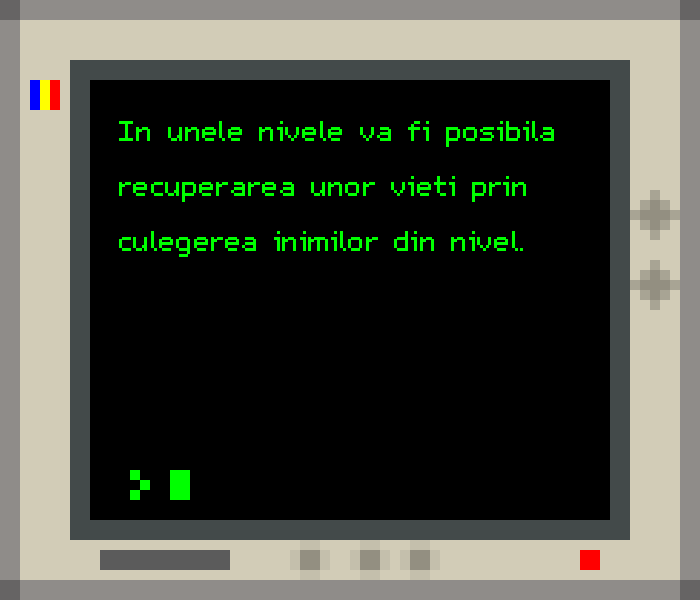 In unele nivele va fi posibila
recuperarea unor vieti prin
culegerea inimilor din nivel.